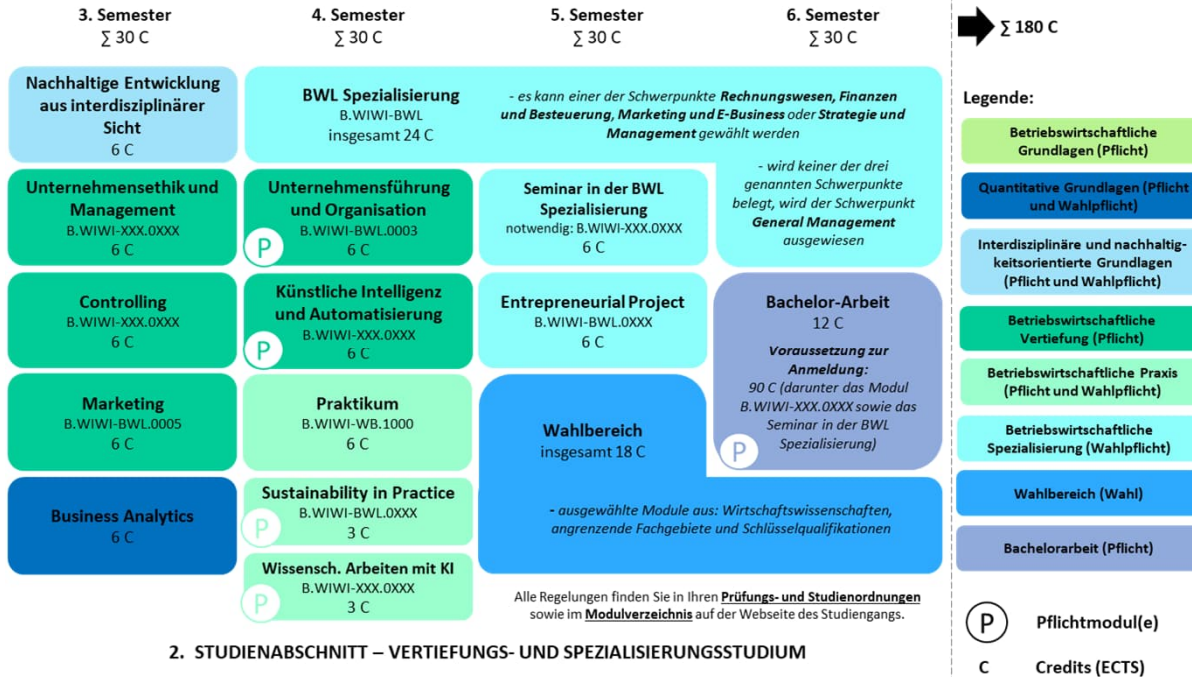 3. Semester
∑ 30 C
4. Semester
∑ 30 C
5. Semester
∑ 30 C
6. Semester
∑ 30 C
∑ 180 C
Nachhaltige Entwicklung
aus interdisziplinärer
Sicht
6 C
BWL Spezialisierung
B.WIWI-BWL
insgesamt 24 C
- es kann einer der Schwerpunkte Rechnungswesen, Finanzen
und Besteuerung, Marketing und E-Business oder Strategie und
Management gewählt werden
- wird keiner der drei
genannten Schwerpunkte
belegt, wird der Schwerpunkt
General Management
ausgewiesen
Unternehmensethik und
Management
B.WIWI-XXX.0XXX
6 C
Unternehmensführung
und Organisation
B.WIWI-BWL.0003
6 C
P
Seminar in der BWL
Spezialisierung
notwendig: B.WIWI-XXX.0XXX
6 C
Controlling
B.WIWI-XXX.0XXX
6 C
Künstliche Intelligenz
und Automatisierung
B.WIWI-XXX.0XXX
6 C
P
Entrepreneurial Project
B.WIWI-BWL.0XXX
6 C
Bachelor-Arbeit
12 C
Voraussetzung zur
Anmeldung:
90 C (darunter das Modul
B.WIWI-XXX.0XXX sowie das
Seminar in der BWL
Spezialisierung)
P
Marketing
B.WIWI-BWL.0005
6 C
Praktikum
B.WIWI-WB.1000
6 C
Wahlbereich
insgesamt 18 C
- ausgewählte Module aus: Wirtschaftswissenschaften,
angrenzende Fachgebiete und Schlüsselqualifikationen
Business Analytics
6 C
Sustainability in Practice
B.WIWI-BWL.0XXX
3 C
P
Wissensch. Arbeiten mit KI
B.WIWI-XXX.0XXX
3 C
P
Alle Regelungen finden Sie in Ihren Prüfungs- und Studienordnungen
sowie im Modulverzeichnis auf der Webseite des Studiengangs.
2. STUDIENABSCHNITT – VERTIEFUNGS- UND SPEZIALISIERUNGSSTUDIUM
Legende:
Betriebswirtschaftliche
Grundlagen (Pflicht)
Quantitative Grundlagen (Pflicht
und Wahlpflicht)
Interdisziplinäre und nachhaltig-
keitsorientierte Grundlagen
(Pflicht und Wahlpflicht)
Betriebswirtschaftliche
Vertiefung (Pflicht)
Betriebswirtschaftliche Praxis
(Pflicht und Wahlpflicht)
Betriebswirtschaftliche
Spezialisierung (Wahlpflicht)
Wahlbereich (Wahl)
Bachelorarbeit (Pflicht)
P Pflichtmodul(e)
C Credits (ECTS)